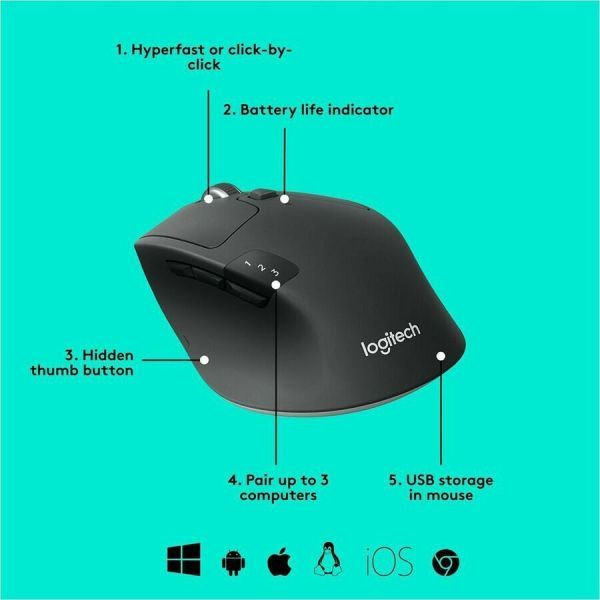 1. Hyperfast or click-by-
click
2. Battery life indicator
1
2
3
logitech
3. Hidden
thumb button
4. Pair up to 3
computers
5. USB storage
in mouse
iOS